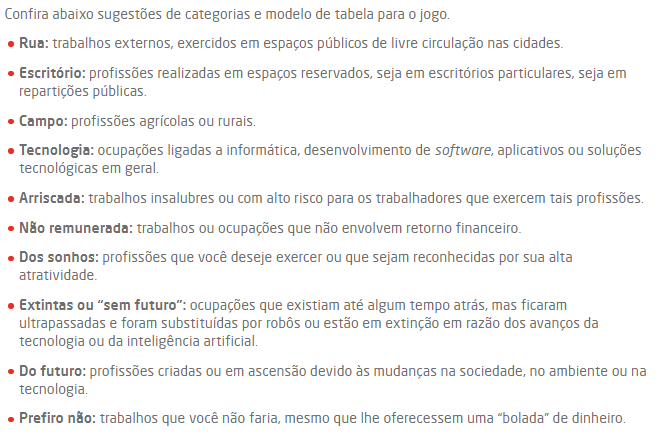 Confira abaixo sugestões de categorias e modelo de tabela para o jogo.
• Rua: trabalhos externos, exercidos em espaços públicos de livre circulação nas cidades.
• Escritório: profissões realizadas em espaços reservados, seja em escritórios particulares, seja em
repartições públicas.
• Campo: profissões agrícolas ou rurais.
• Tecnologia: ocupações ligadas a informática, desenvolvimento de software, aplicativos ou soluções
tecnológicas em geral.
• Arriscada: trabalhos insalubres ou com alto risco para os trabalhadores que exercem tais profissões.
• Não remunerada: trabalhos ou ocupações que não envolvem retorno financeiro.
• Dos sonhos: profissões que você deseje exercer ou que sejam reconhecidas por sua alta
atratividade.
• Extintas ou “sem futuro”: ocupações que existiam até algum tempo atrás, mas ficaram
ultrapassadas e foram substituídas por robôs ou estão em extinção em razão dos avanços da
tecnologia ou da inteligência artificial.
• Do futuro: profissões criadas ou em ascensão devido às mudanças na sociedade, no ambiente ou na
tecnologia.
• Prefiro não: trabalhos que você não faria, mesmo que lhe oferecessem uma “bolada” de dinheiro.